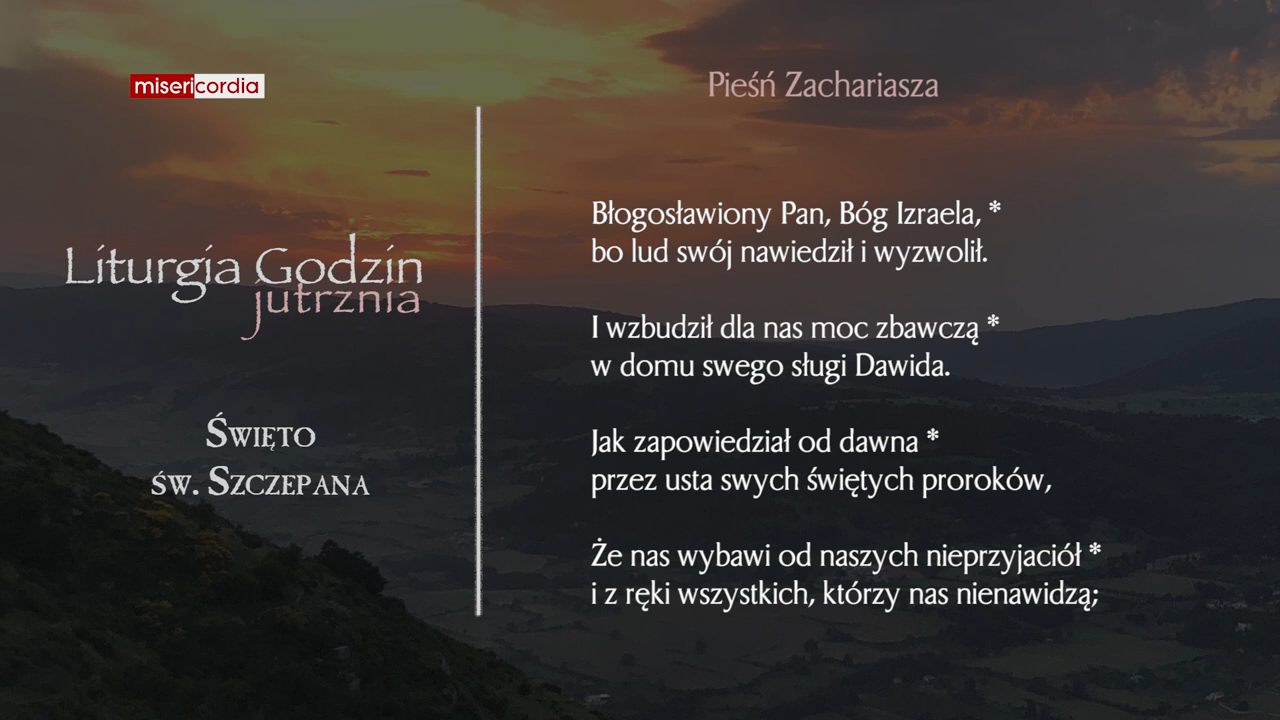 misericordia
Liturgia Godzin
jutrznia
Święto
św. Szczepana
Pieśń Zachariasza
Błogosławiony Pan, Bóg Izraela, *
bo lud swój nawiedził i wyzwolił.
I wzbudził dla nas moc zbawczą *
w domu swego sługi Dawida.
Jak zapowiedział od dawna *
przez usta swych świętych proroków,
Że nas wybawi od naszych nieprzyjaciół *
i z ręki wszystkich, którzy nas nienawidzą;